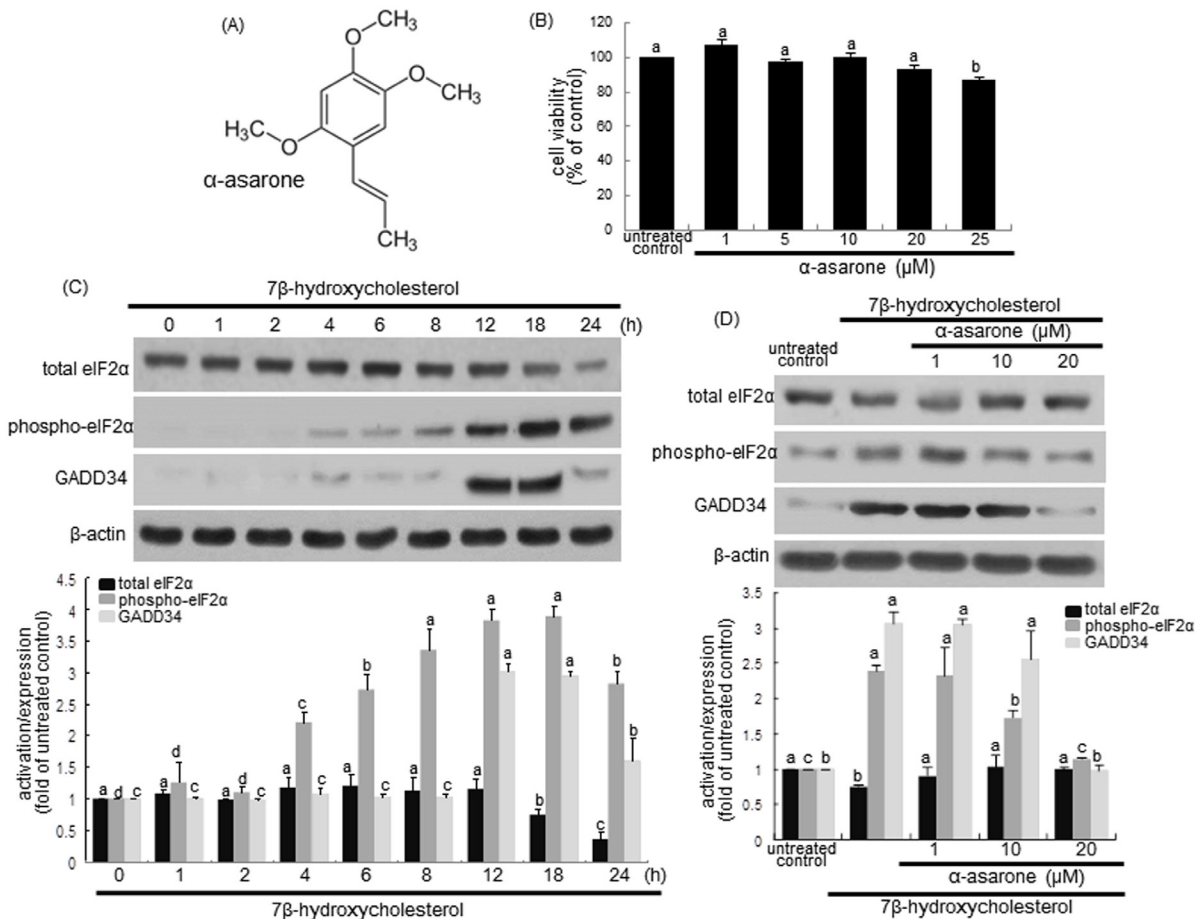 (A)
CH₃
O
O
CH₃
H₃C
O
α-asarone
CH₃
(B)
cell viability
(% of control)
120
100
80
60
40
20
0
a
a
a
a
a
b
untreated
control
1
5
10
20
25
α-asarone (μM)
(C)
7β-hydroxycholesterol
0 1 2 4 6 8 12 18 24 (h)
total eIF2α
phospho-eIF2α
GADD34
β-actin
activation/expression
(fold of untreated control)
4.5
4
3.5
3
2.5
2
1.5
1
0.5
0
total eIF2α
phospho-eIF2α
GADD34
a d c
a d c
a d c
a c c
a b c
a a c
a a a
b a a
c b b
0 1 2 4 6 8 12 18 24 (h)
7β-hydroxycholesterol
(D)
7β-hydroxycholesterol
α-asarone (μM)
untreated
control
1 10 20
total eIF2α
phospho-eIF2α
GADD34
β-actin
activation/expression
(fold of untreated control)
3.5
3
2.5
2
1.5
1
0.5
0
total eIF2α
phospho-eIF2α
GADD34
a c b
b a a
a a a
a b a
a c b
untreated
control
1 10 20
α-asarone (μM)
7β-hydroxycholesterol